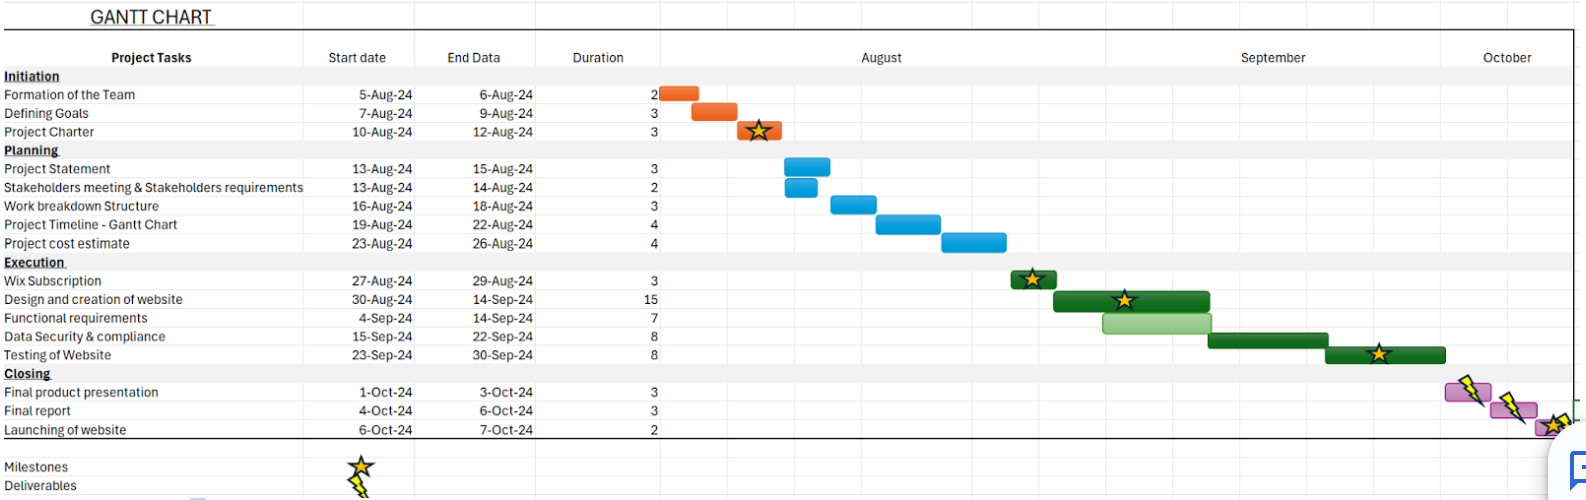 GANTT CHART
Project Tasks Start date End Data Duration August September October
Initiation
Formation of the Team 5-Aug-24 6-Aug-24 2
Defining Goals 7-Aug-24 9-Aug-24 3
Project Charter 10-Aug-24 12-Aug-24 3
Planning
Project Statement 13-Aug-24 15-Aug-24 3
Stakeholders meeting & Stakeholders requirements 13-Aug-24 14-Aug-24 2
Work breakdown Structure 16-Aug-24 18-Aug-24 3
Project Timeline - Gantt Chart 19-Aug-24 22-Aug-24 4
Project cost estimate 23-Aug-24 26-Aug-24 4
Execution
Wix Subscription 27-Aug-24 29-Aug-24 3
Design and creation of website 30-Aug-24 14-Sep-24 15
Functional requirements 4-Sep-24 14-Sep-24 7
Data Security & compliance 15-Sep-24 22-Sep-24 8
Testing of Website 23-Sep-24 30-Sep-24 8
Closing
Final product presentation 1-Oct-24 3-Oct-24 3
Final report 4-Oct-24 6-Oct-24 3
Launching of website 6-Oct-24 7-Oct-24 2
Milestones
Deliverables